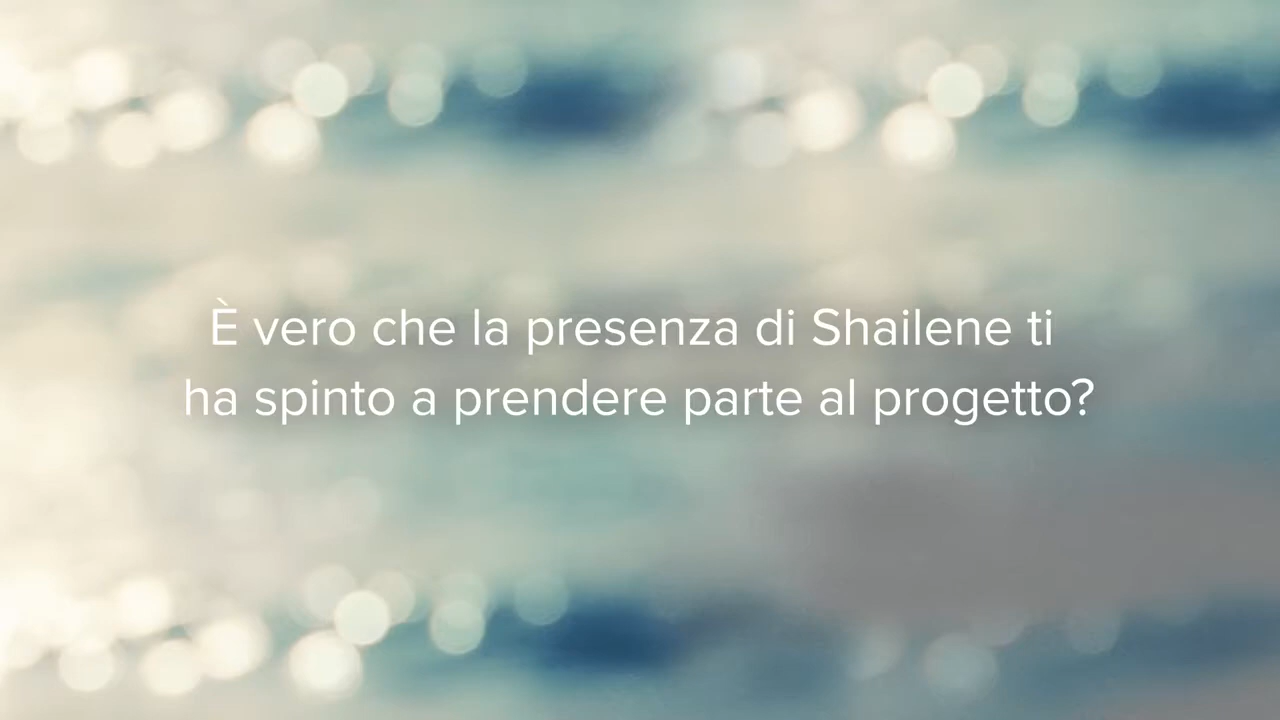 È vero che la presenza di Shailene ti
ha spinto a prendere parte al progetto?